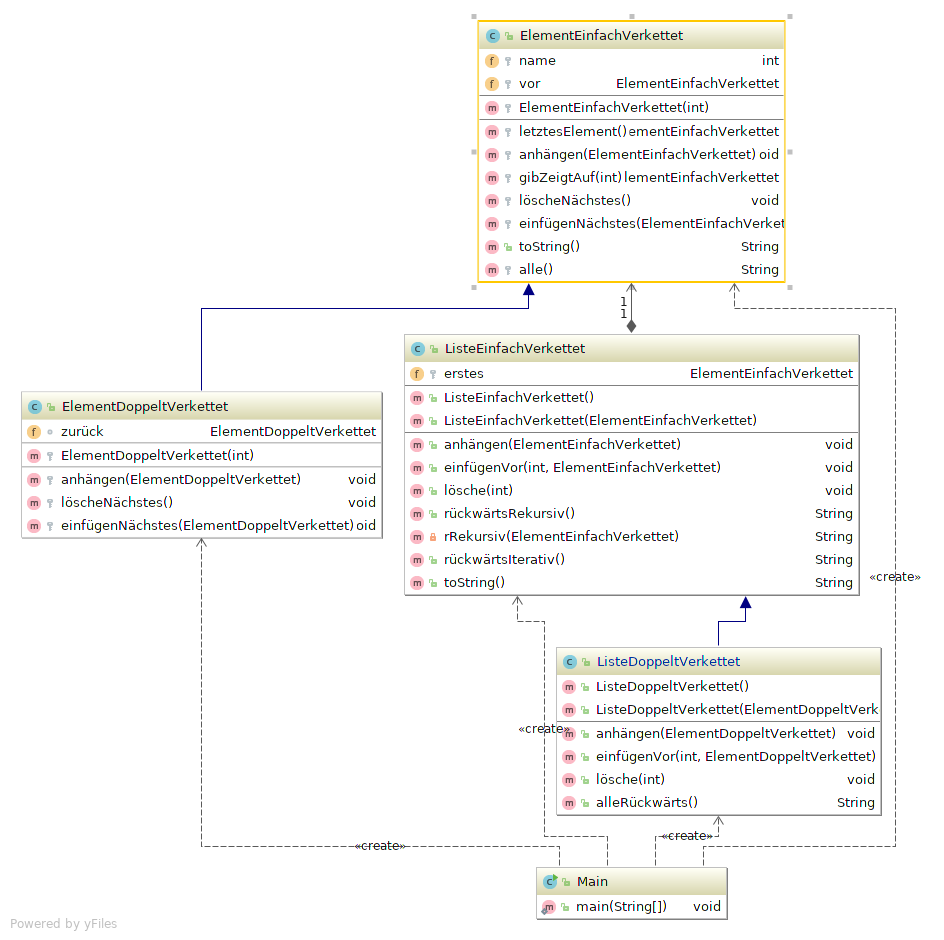 ElementEinfachVerkettet
name int
vor ElementEinfachVerkettet
ElementEinfachVerkettet(int)
letztesElement() ementEinfachVerkettet
anhängen(ElementEinfachVerkettet) oid
gibZeigtAuf(int) lementEinfachVerkettet
löscheNächstes() void
einfügenNächstes(ElementEinfachVerket
toString() String
alle() String
1
1
ListeEinfachVerkettet
erstes ElementEinfachVerkettet
ListeEinfachVerkettet()
ListeEinfachVerkettet(ElementEinfachVerkettet)
anhängen(ElementEinfachVerkettet) void
einfügenVor(int, ElementEinfachVerkettet) void
lösche(int) void
rückwärtsRekursiv() String
rRekursiv(ElementEinfachVerkettet) String
rückwärtsIterativ() String
toString() String
ElementDoppeltVerkettet
zurück ElementDoppeltVerkettet
ElementDoppeltVerkettet(int)
anhängen(ElementDoppeltVerkettet) void
löscheNächstes() void
einfügenNächstes(ElementDoppeltVerkettet) oid
«create»
ListeDoppeltVerkettet
ListeDoppeltVerkettet()
ListeDoppeltVerkettet(ElementDoppeltVerk
anhängen(ElementDoppeltVerkettet) void
einfügenVor(int, ElementDoppeltVerkettet)
lösche(int) void
alleRückwärts() String
«create»
«create»
«create»
Main
main(String[]) void
Powered by yFiles